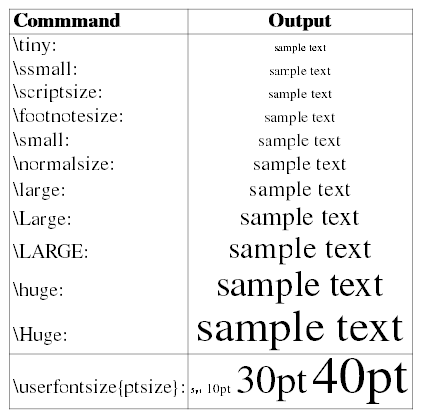 Commmand Output
\tiny: sample text
\ssmall: sample text
\scriptsize: sample text
\footnotesize: sample text
\small: sample text
\normalsize: sample text
\large: sample text
\Large: sample text
\LARGE: sample text
\huge: sample text
\Huge: sample text
\userfontsize{ptsize}: 10pt 30pt 40pt